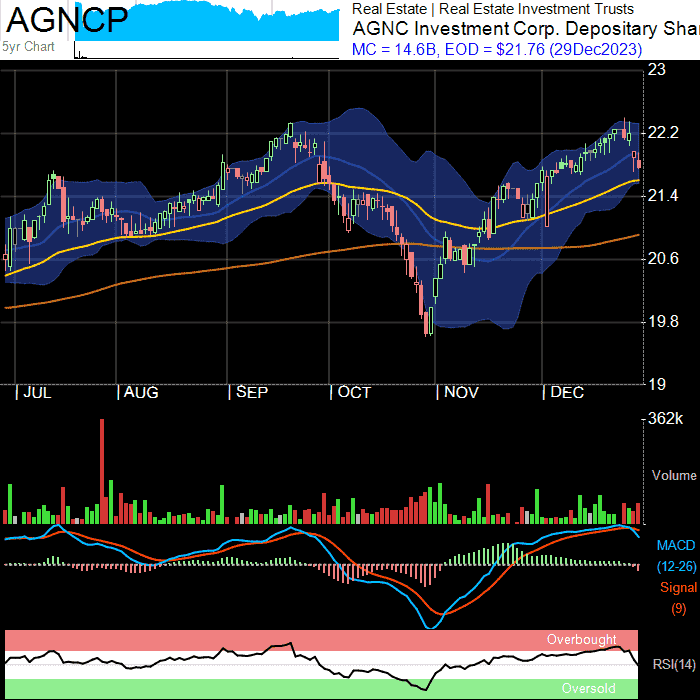 AGNCP
5yr Chart
Real Estate | Real Estate Investment Trusts
AGNC Investment Corp. Depositary Shar
MC = 14.6B, EOD = $21.76 (29Dec2023)
23
22.2
21.4
20.6
19.8
19
JUL AUG SEP OCT NOV DEC
362k
Volume
MACD
(12-26)
Signal
(9)
Overbought
RSI(14)
Oversold